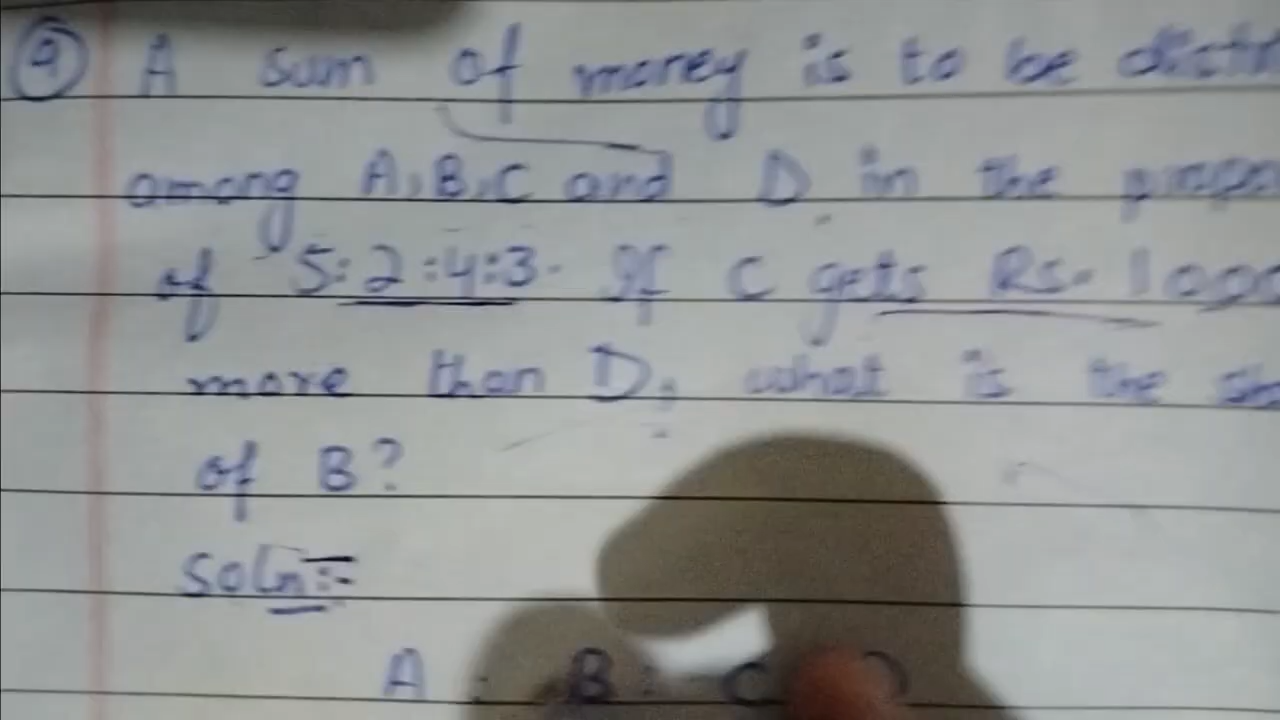 9 A sum of money is to be
among A, B, C and D in the
of 5:2:4:3. If C gets Rs. 1000
more than D, what is the
of B?
Soln:-
A : B : C D